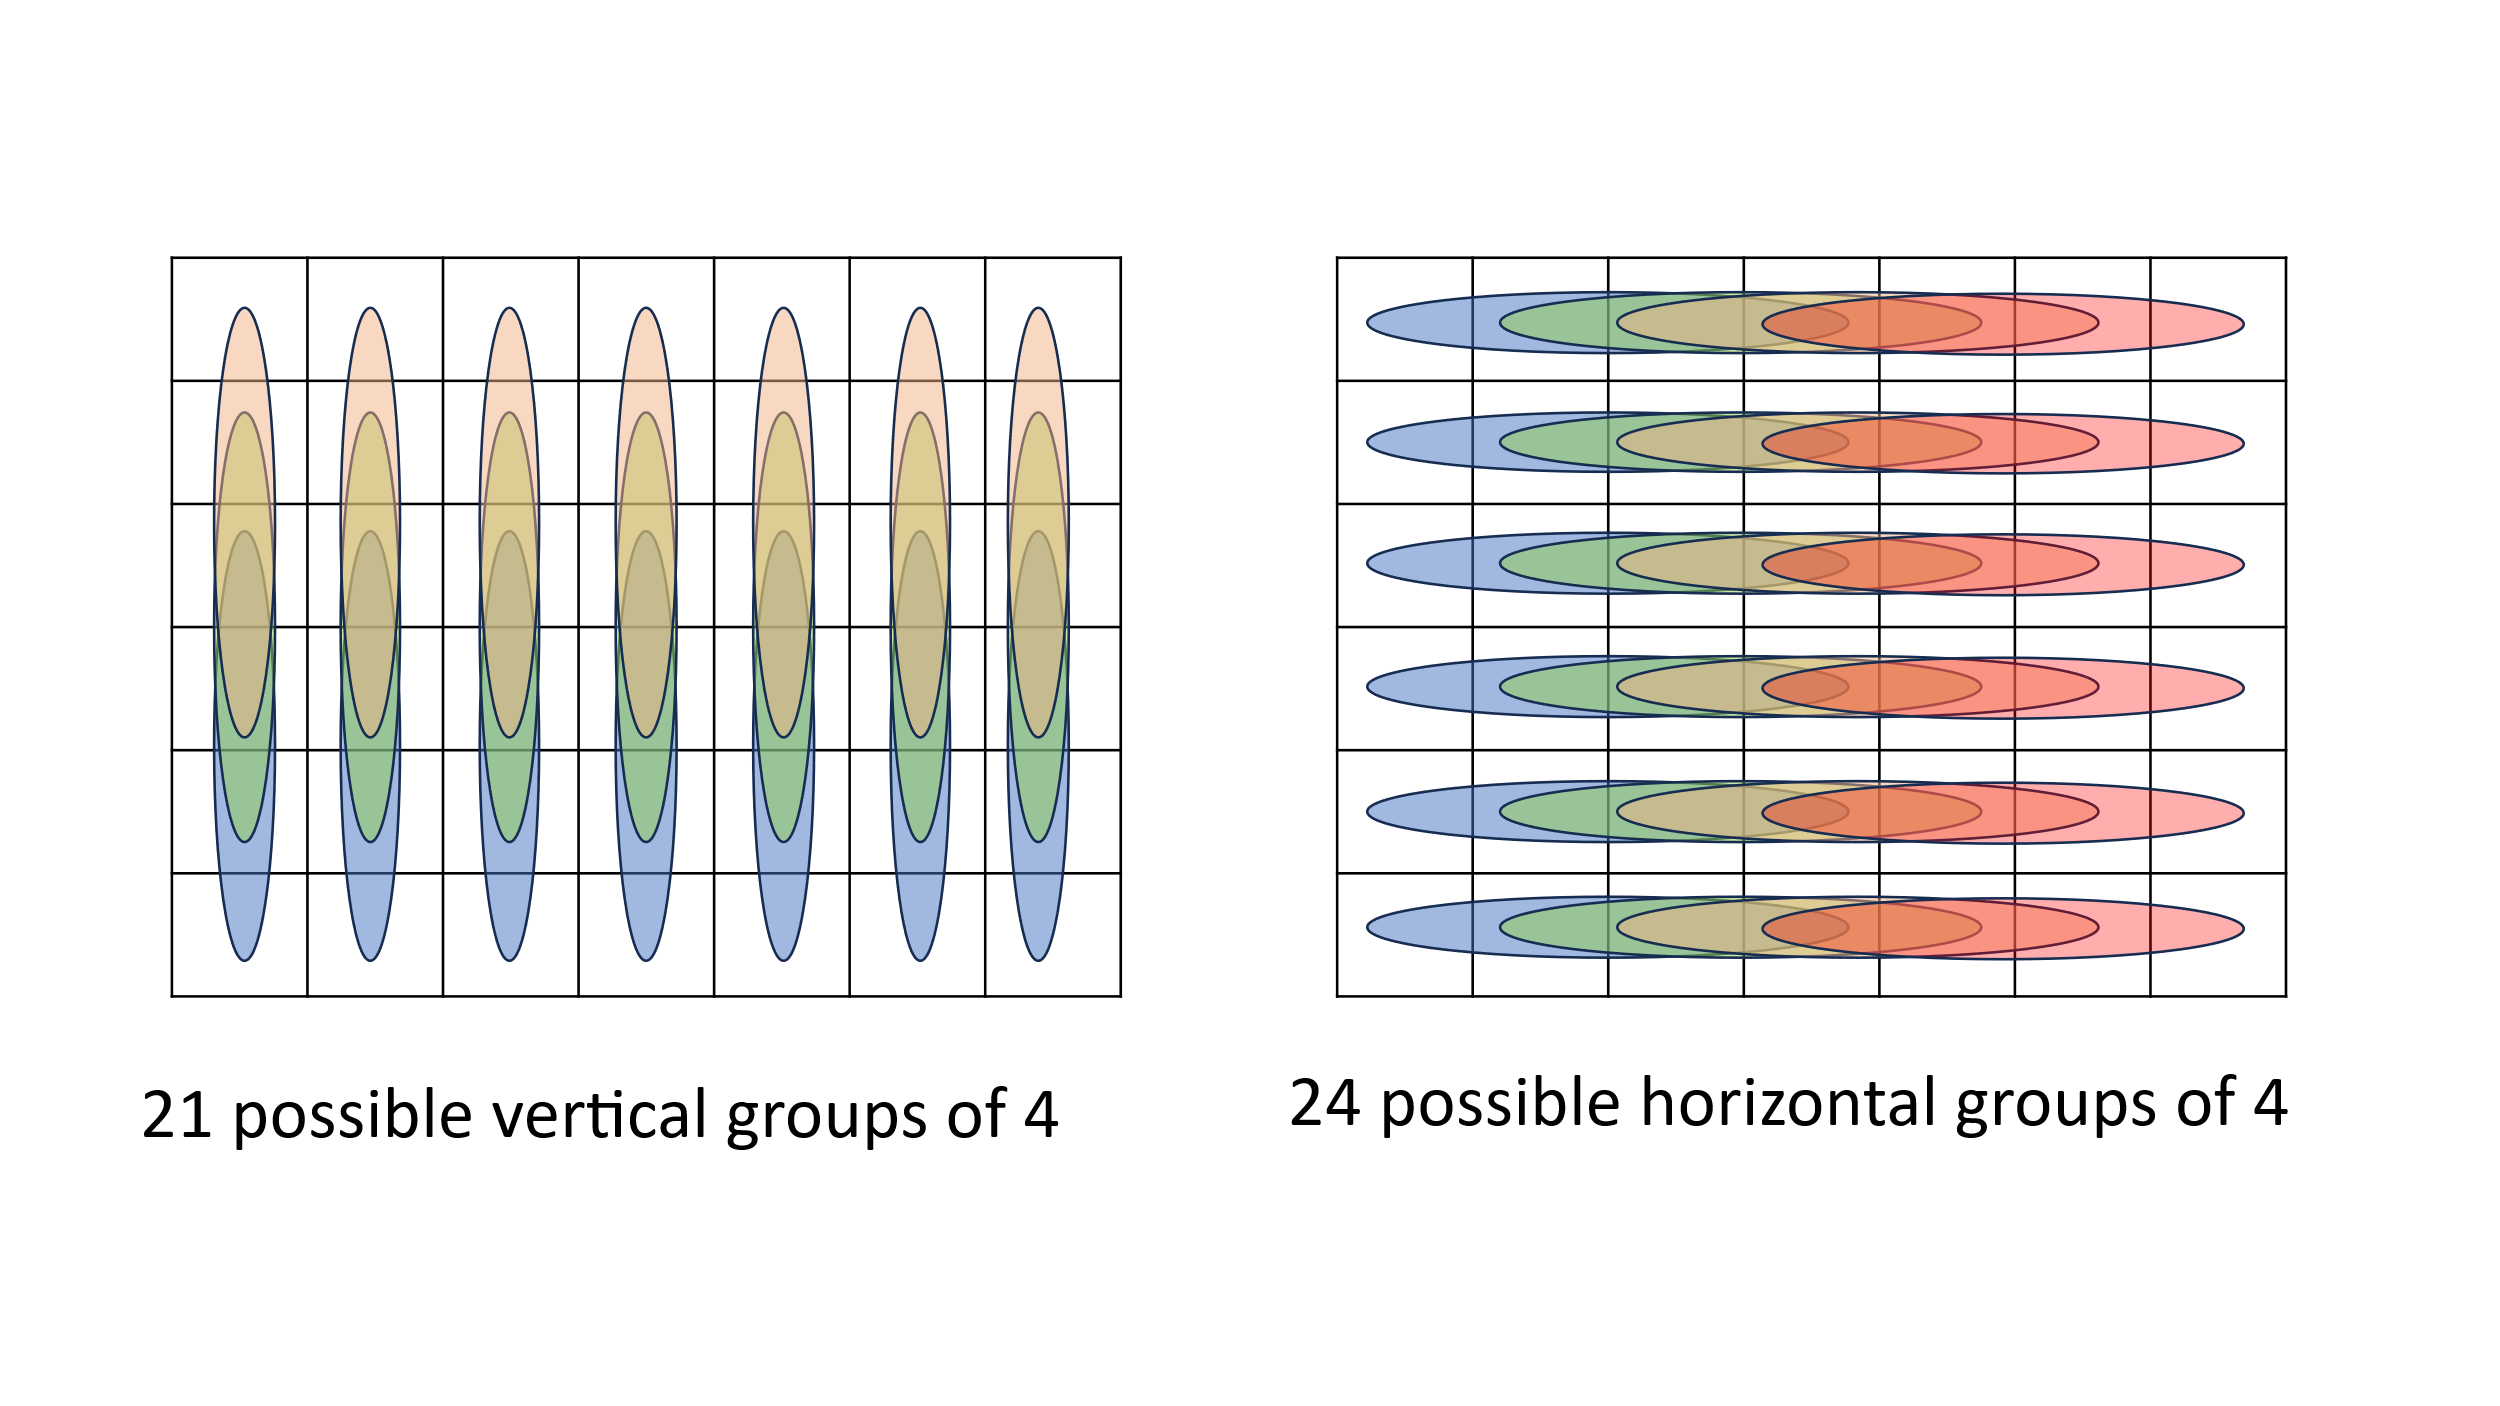 21 possible vertical groups of 4
24 possible horizontal groups of 4